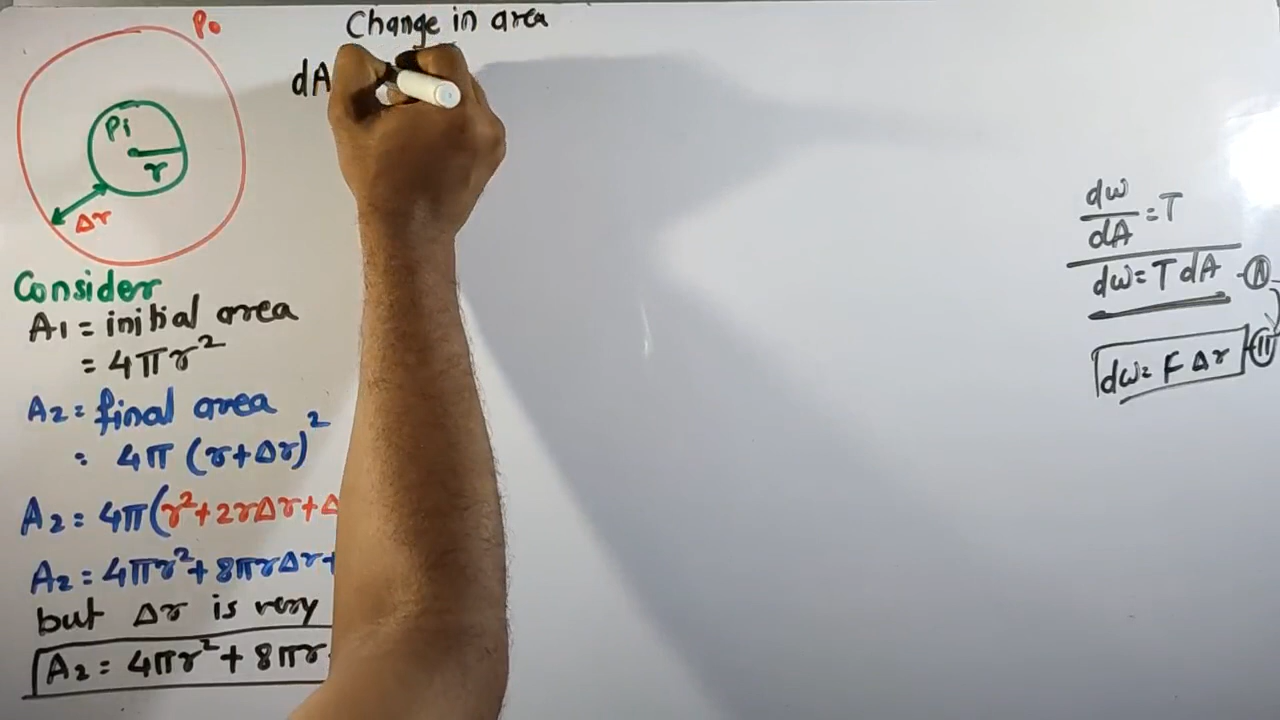 Po
Pi
r
Δr
Consider
A1 = initial area
= 4πr²
A2 = final area
= 4π (r+Δr)²
A2 = 4π(r²+2rΔr+Δ
A2 = 4πr²+ 8πrΔr+
but Δr is very
A2 = 4πr²+ 8πr
Change in area
dA
dw/dA = T
dw = T dA - I
dw = F Δr - II